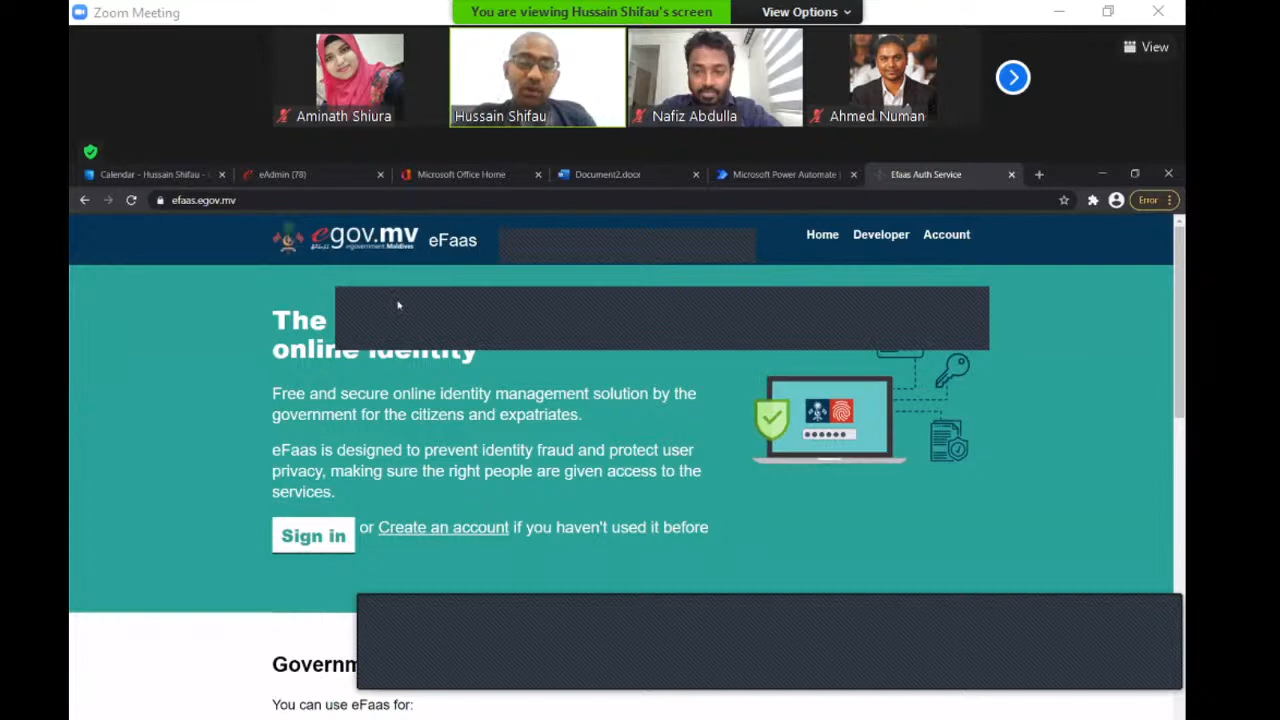 Zoom Meeting
You are viewing Hussain Shifau's screen
View Options
View
Aminath Shiura
Hussain Shifau
Nafiz Abdulla
Ahmed Numan
Calendar - Hussain Shifau -
eAdmin (78)
Microsoft Office Home
Document2.docx
Microsoft Power Automate |
Efaas Auth Service
efaas.egov.mv
Error
egov.mv
egovernment.Maldives
eFaas
Home
Developer
Account
The
online identity
Free and secure online identity management solution by the
government for the citizens and expatriates.
eFaas is designed to prevent identity fraud and protect user
privacy, making sure the right people are given access to the
services.
Sign in or Create an account if you haven't used it before
Governm
You can use eFaas for: